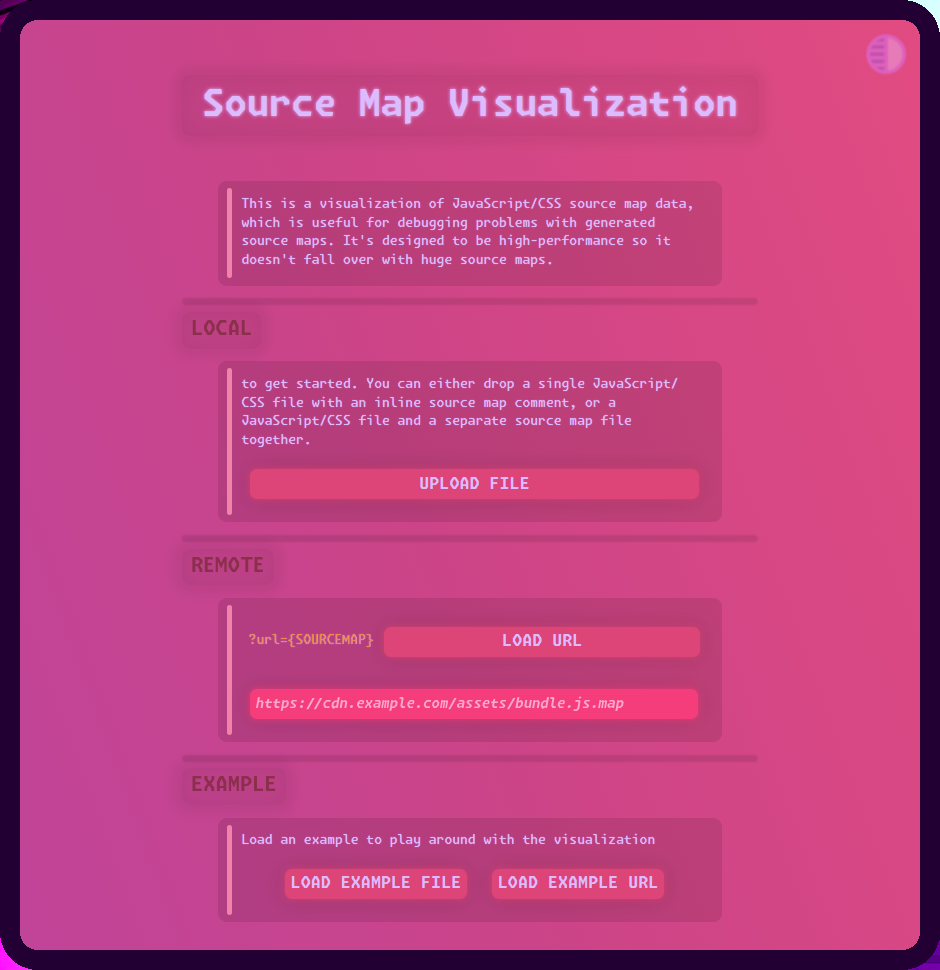 Source Map Visualization
This is a visualization of JavaScript/CSS source map data,
which is useful for debugging problems with generated
source maps. It's designed to be high-performance so it
doesn't fall over with huge source maps.
LOCAL
to get started. You can either drop a single JavaScript/
CSS file with an inline source map comment, or a
JavaScript/CSS file and a separate source map file
together.
UPLOAD FILE
REMOTE
?url={SOURCEMAP}
LOAD URL
https://cdn.example.com/assets/bundle.js.map
EXAMPLE
Load an example to play around with the visualization
LOAD EXAMPLE FILE
LOAD EXAMPLE URL